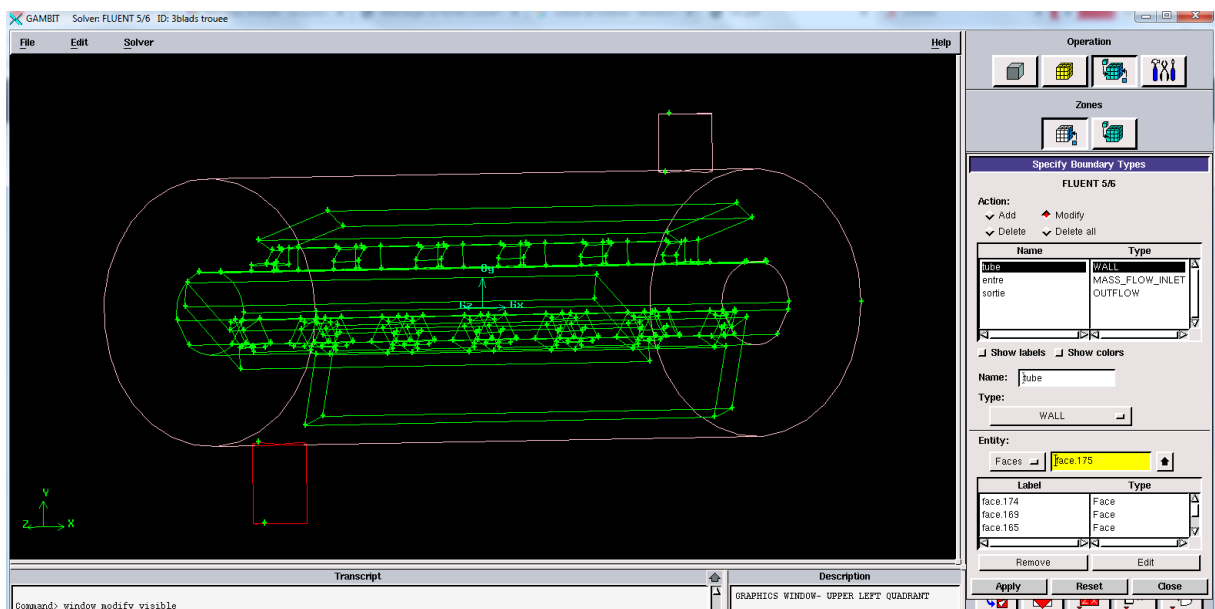 GAMBIT Solver: FLUENT 5/6 ID: 3blads trouee
File Edit Solver Help
Operation
Zones
Specify Boundary Types
FLUENT 5/6
Action:
Add Modify
Delete Delete all
Name Type
tube WALL
entre MASS_FLOW_INLET
sortie OUTFLOW
Show labels Show colors
Name: tube
Type:
WALL
Entity:
Faces face.175
Label Type
face.174 Face
face.169 Face
face.165 Face
Remove Edit
Apply Reset Close
Gy
Gz Gx
Y
Z X
Transcript Description
Command> window modify visible
GRAPHICS WINDOW- UPPER LEFT QUADRANT